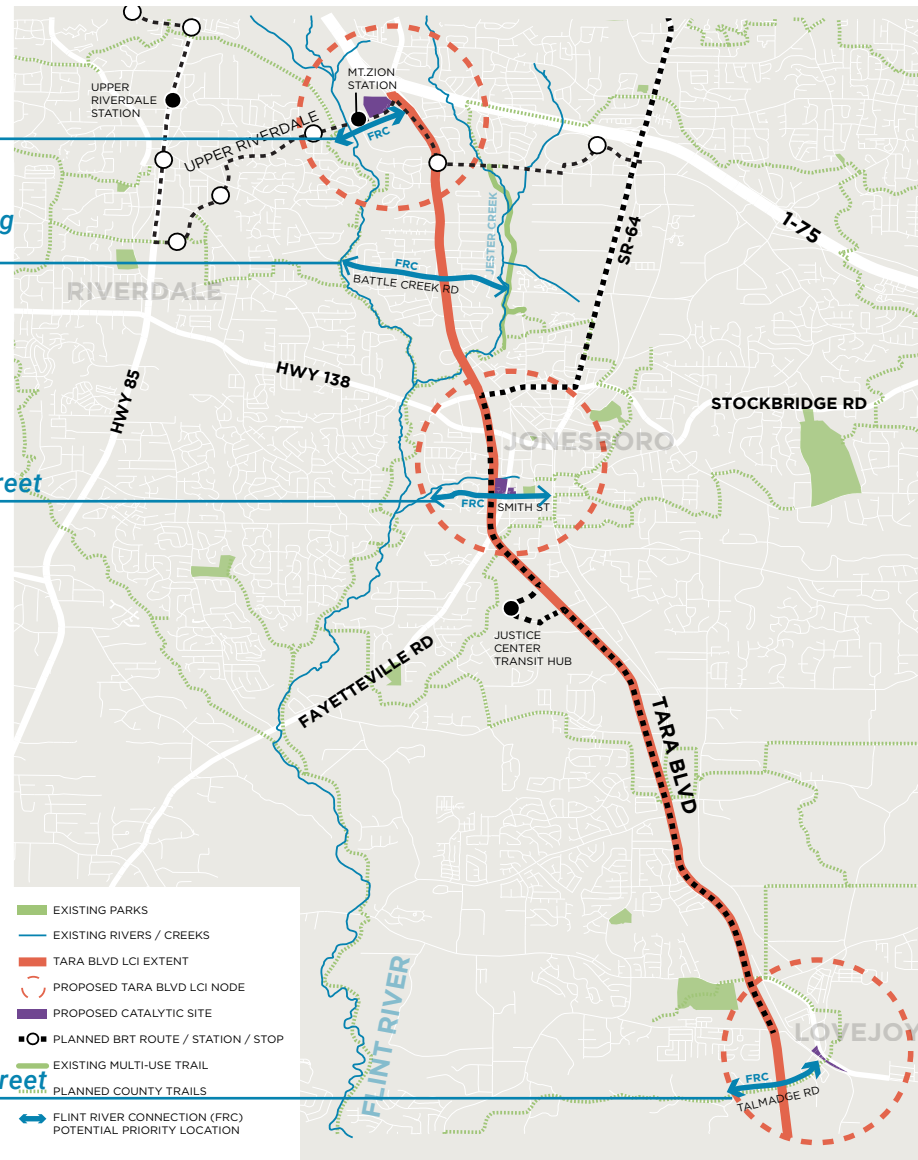 MT.ZION
STATION
UPPER
RIVERDALE
STATION
UPPER RIVERDALE
FRC
g
JESTER CREEK
SR-64
1-75
FRC
BATTLE CREEK RD
RIVERDALE
HWY 138
HWY 85
STOCKBRIDGE RD
JONESBORO
reet
FRC
SMITH ST
JUSTICE
CENTER
TRANSIT HUB
FAYETTEVILLE RD
TARA BLVD
FLINT RIVER
LOVEJOY
FRC
TALMADGE RD
EXISTING PARKS
EXISTING RIVERS / CREEKS
TARA BLVD LCI EXTENT
PROPOSED TARA BLVD LCI NODE
PROPOSED CATALYTIC SITE
PLANNED BRT ROUTE / STATION / STOP
EXISTING MULTI-USE TRAIL
reet
PLANNED COUNTY TRAILS
FLINT RIVER CONNECTION (FRC)
POTENTIAL PRIORITY LOCATION